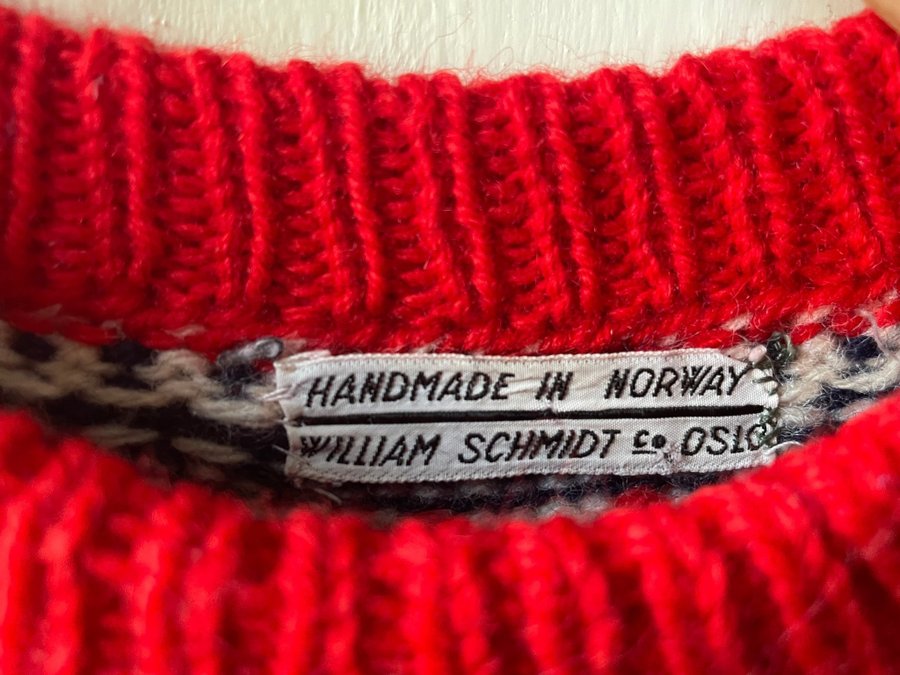 HANDMADE IN NORWAY
WILLIAM SCHMIDT Co OSLO